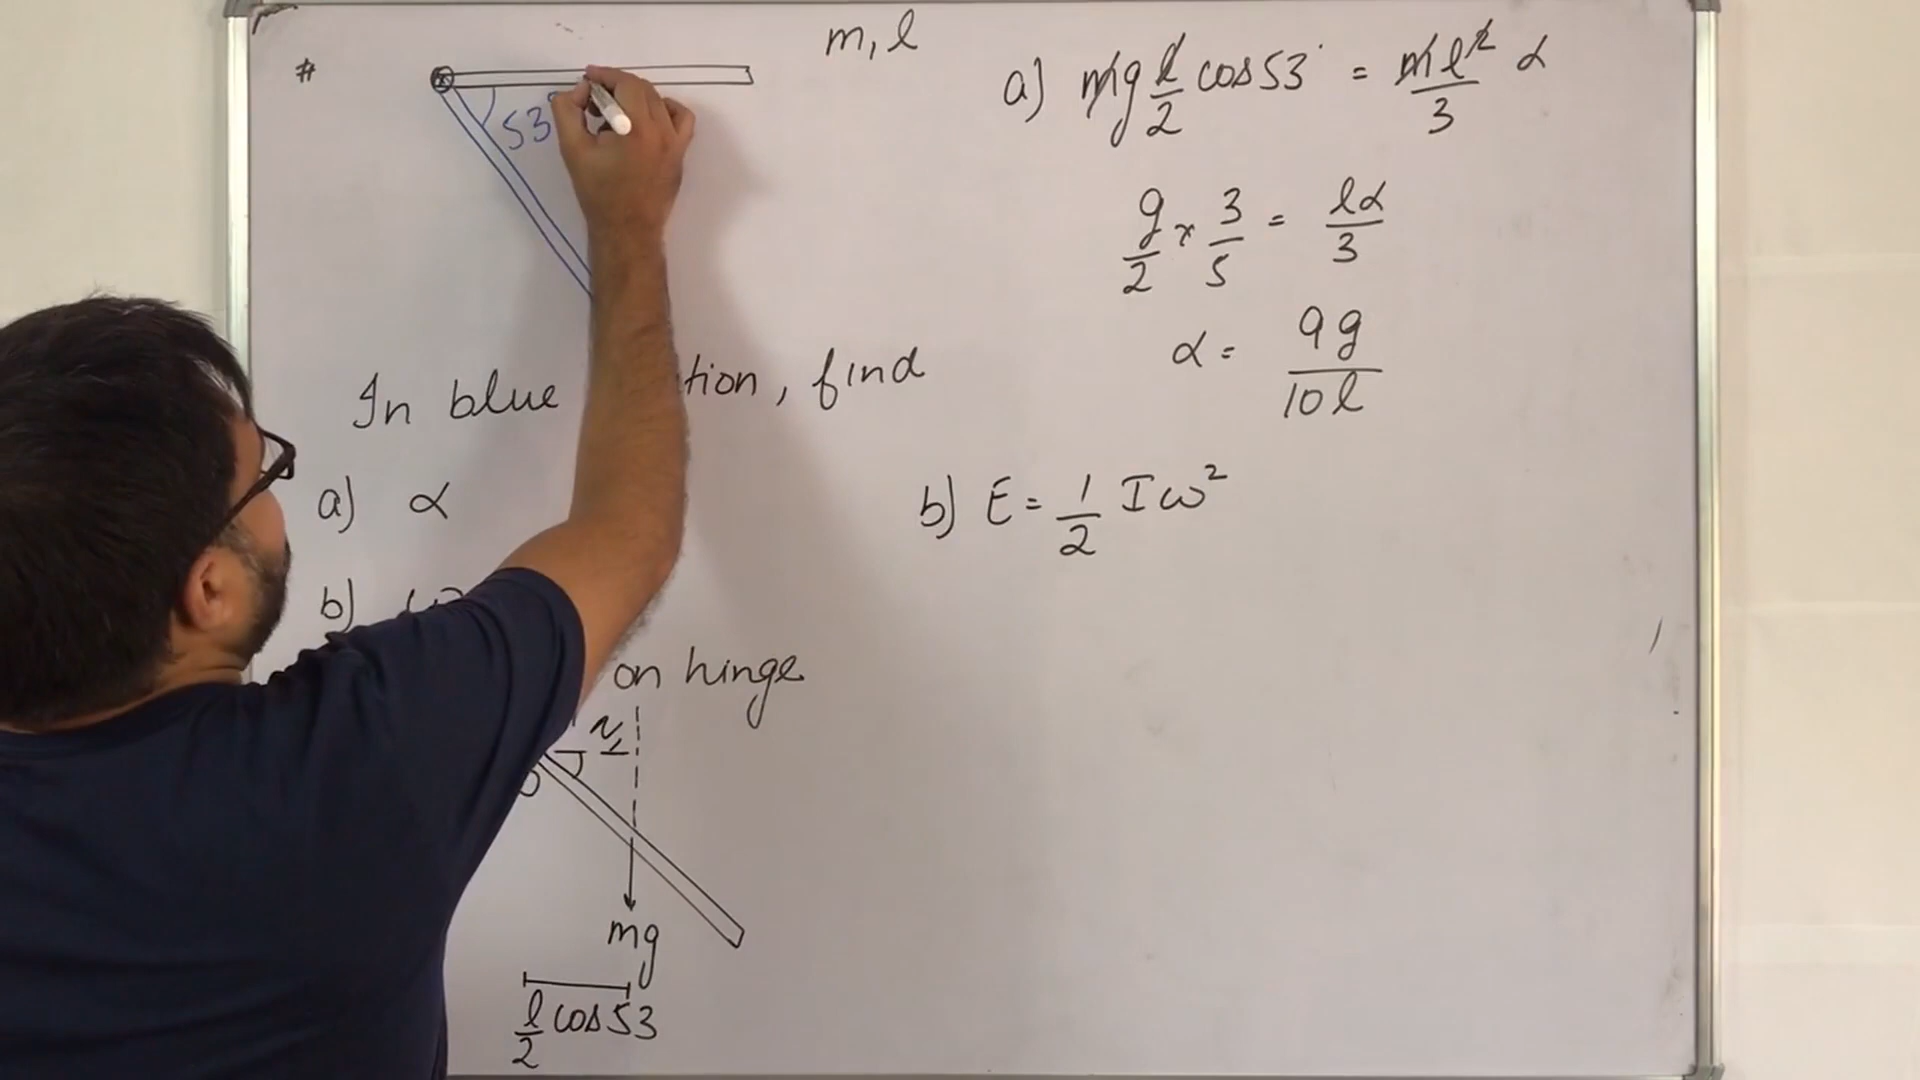 #
m, l
53°
In blue tion, find
a) α
b) ω
on hinge
mg
l/2 cos 53
a) mg l/2 cos 53° = ml²/3 α
g/2 × 3/5 = lα/3
α = 9g/10l
b) E = 1/2 Iω²